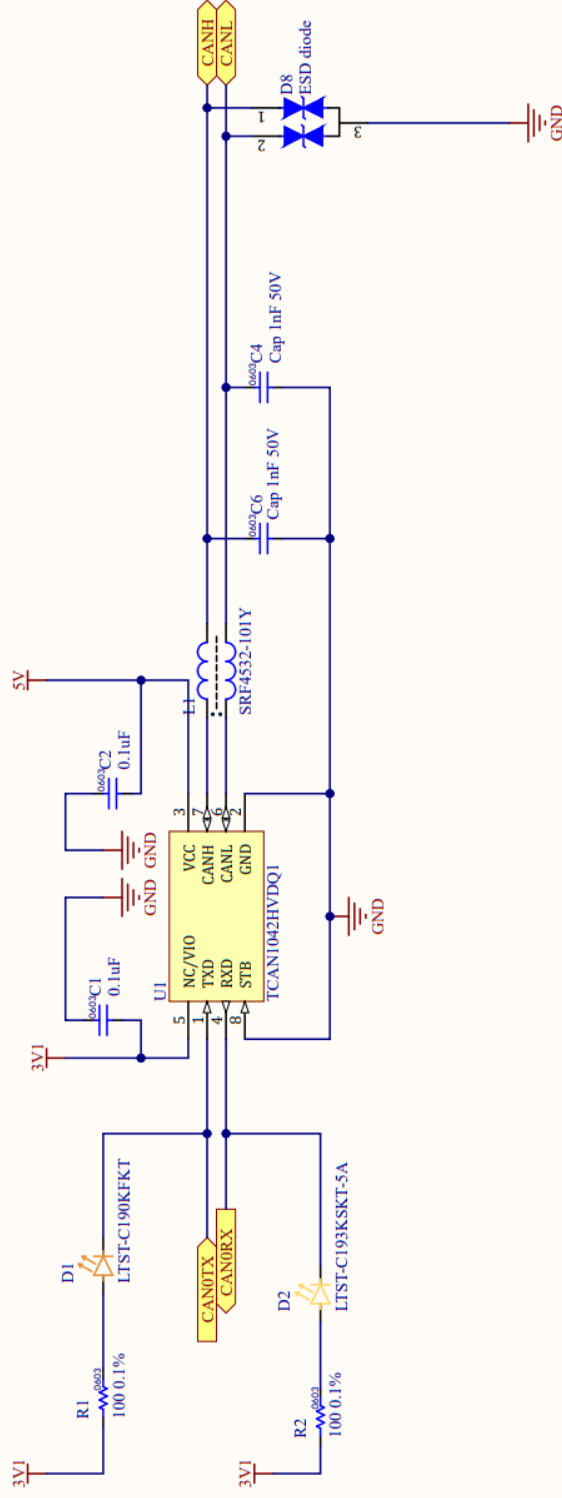 3V1
R1
0603
100 0.1%
D1
LTST-C190KFKT
3V1
R2
0603
100 0.1%
D2
LTST-C193KSKT-5A
CAN0TX
CAN0RX
3V1
0603
C1
0.1uF
GND
5V
0603
C2
0.1uF
GND
U1
5
1
4
8
NC/VIO
TXD
RXD
STB
VCC
CANH
CANL
GND
3
7
6
2
TCAN1042HVDQ1
GND
L1
SRF4532-101Y
0603
C6
Cap 1nF 50V
0603
C4
Cap 1nF 50V
CANH
CANL
D8
ESD diode
1
2
3
GND